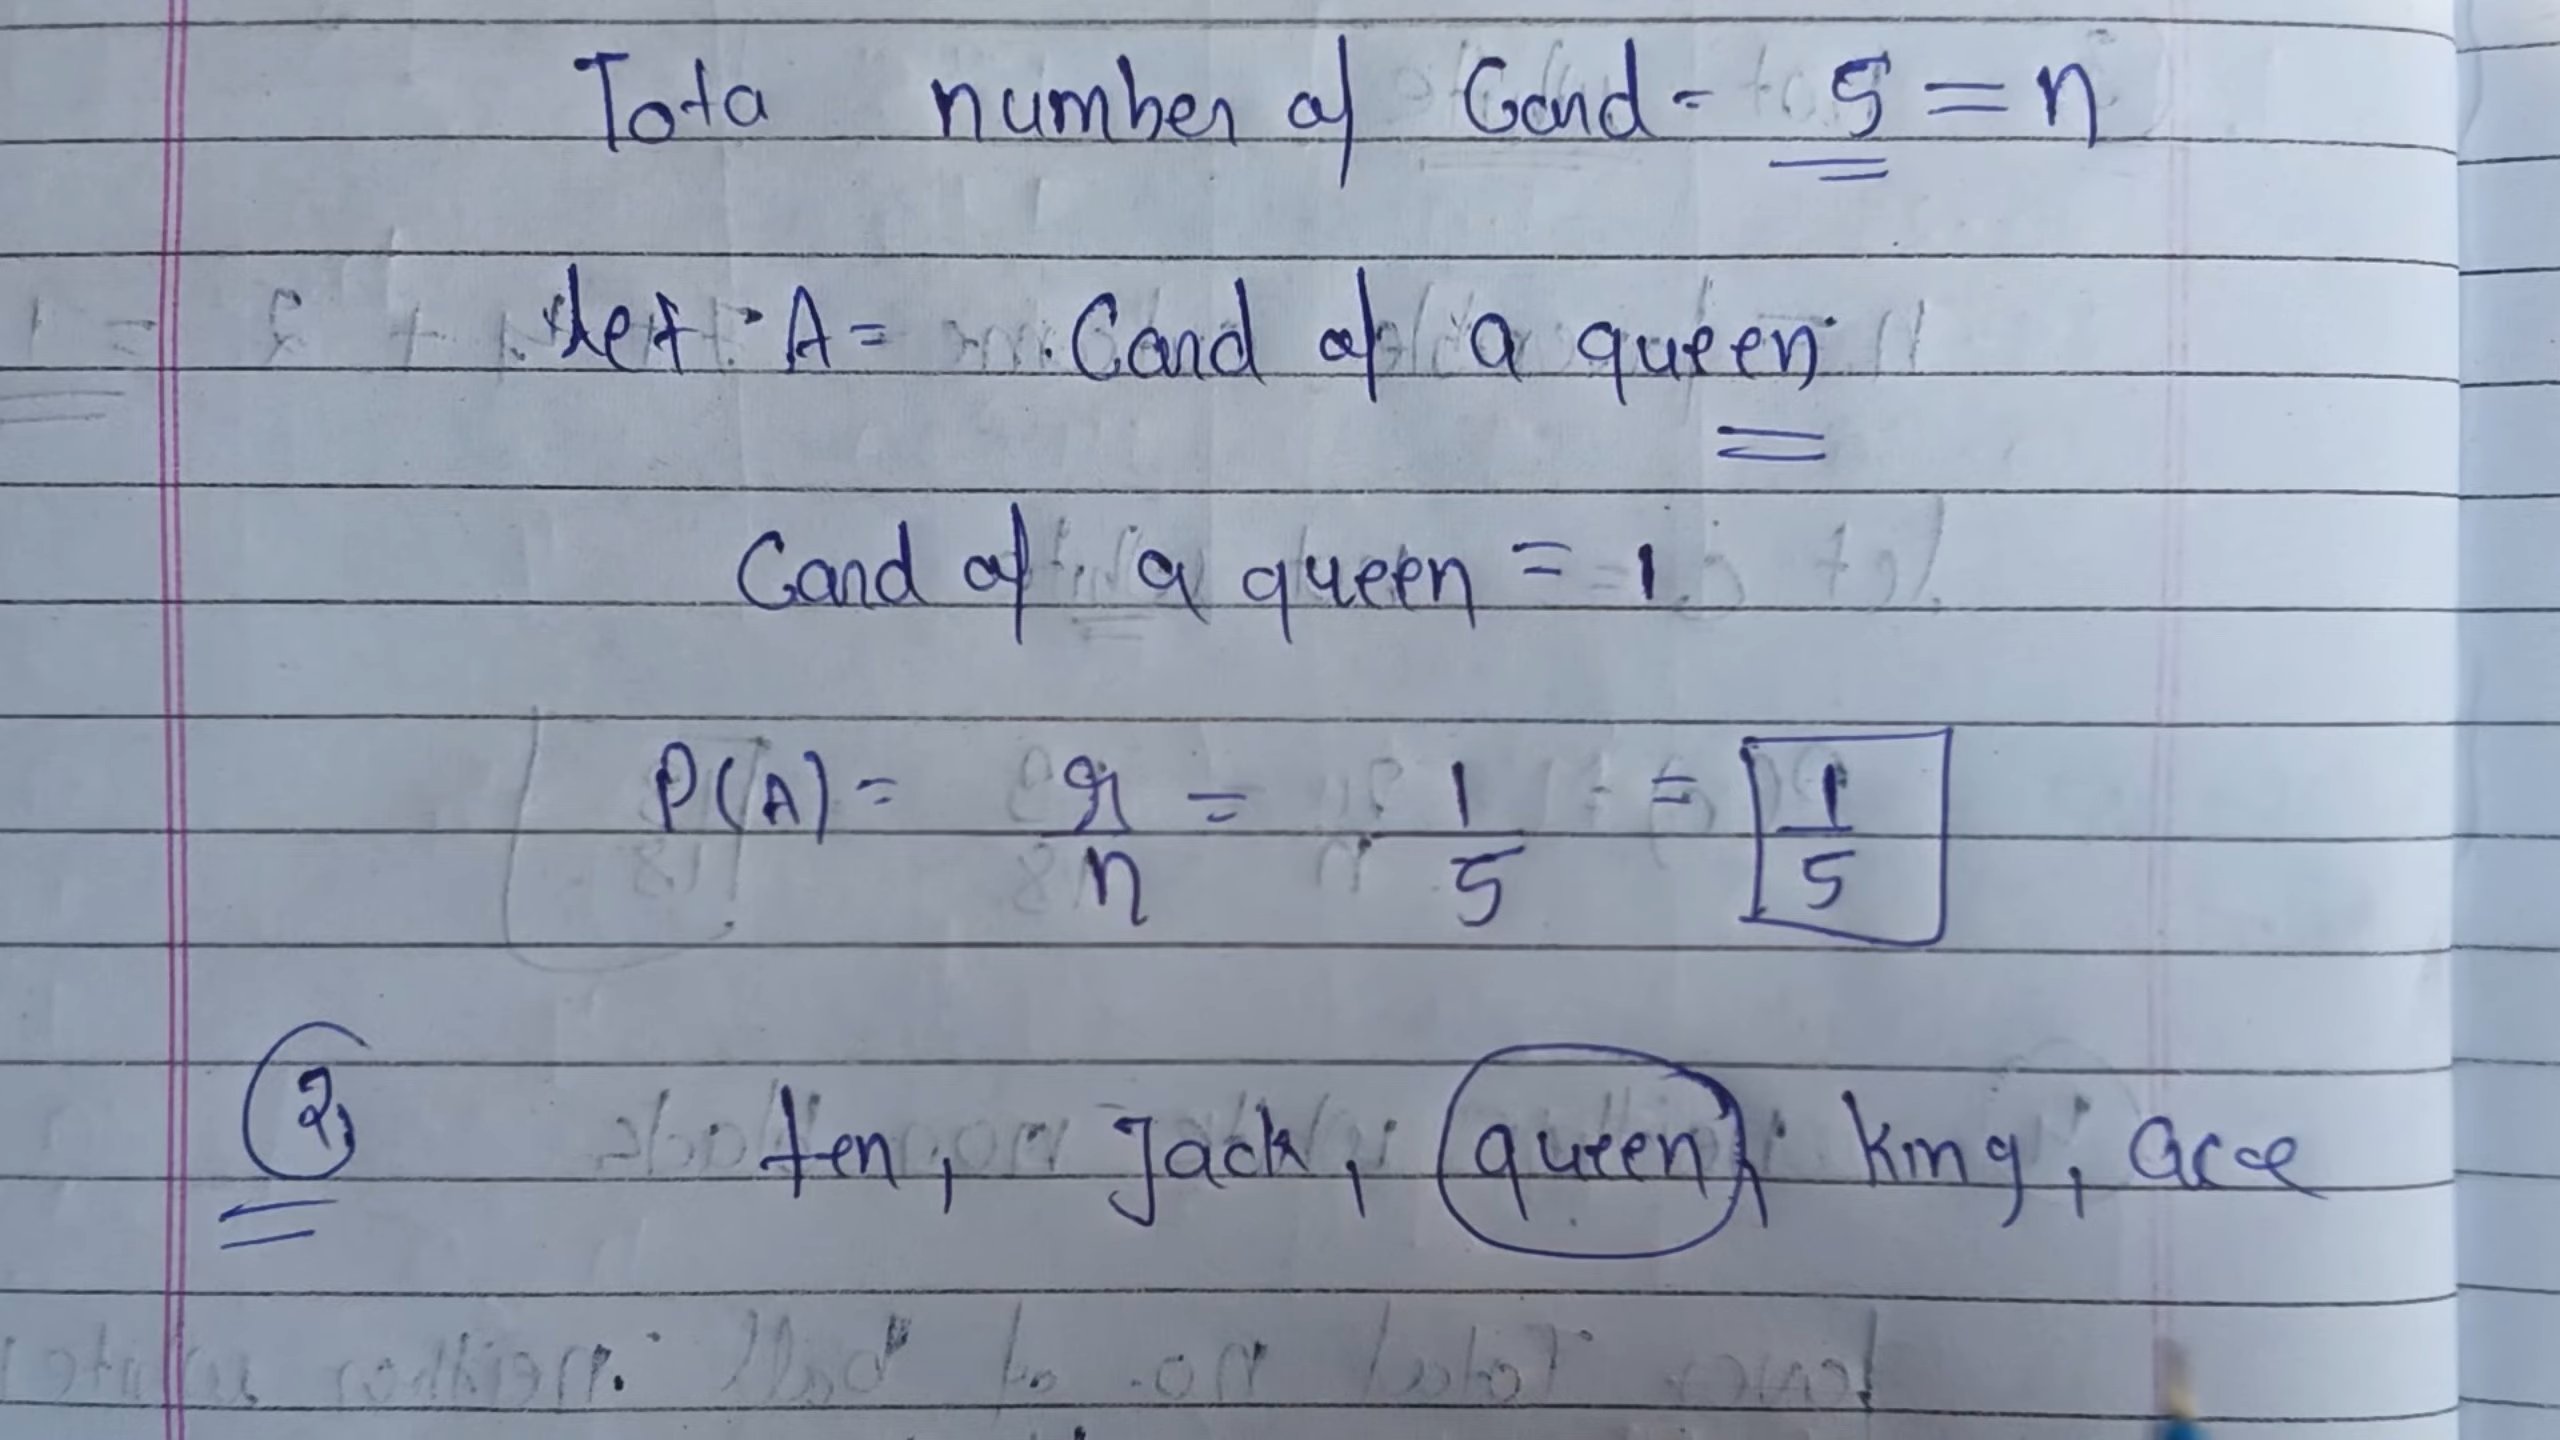 Tota number of Card - 5 = n
let A = Card of a queen
Card of a queen = 1
P(A) = r/n = 1/5 = 1/5
2) ten, Jack, queen, king, ace